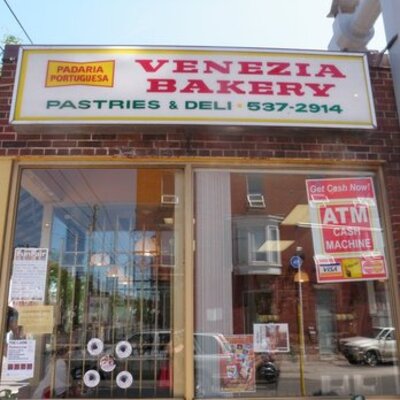 PADARIA
PORTUGUESA
VENEZIA
BAKERY
PASTRIES & DELI · 537-2914
Get Cash Now!
ATM
CASH
MACHINE
VISA